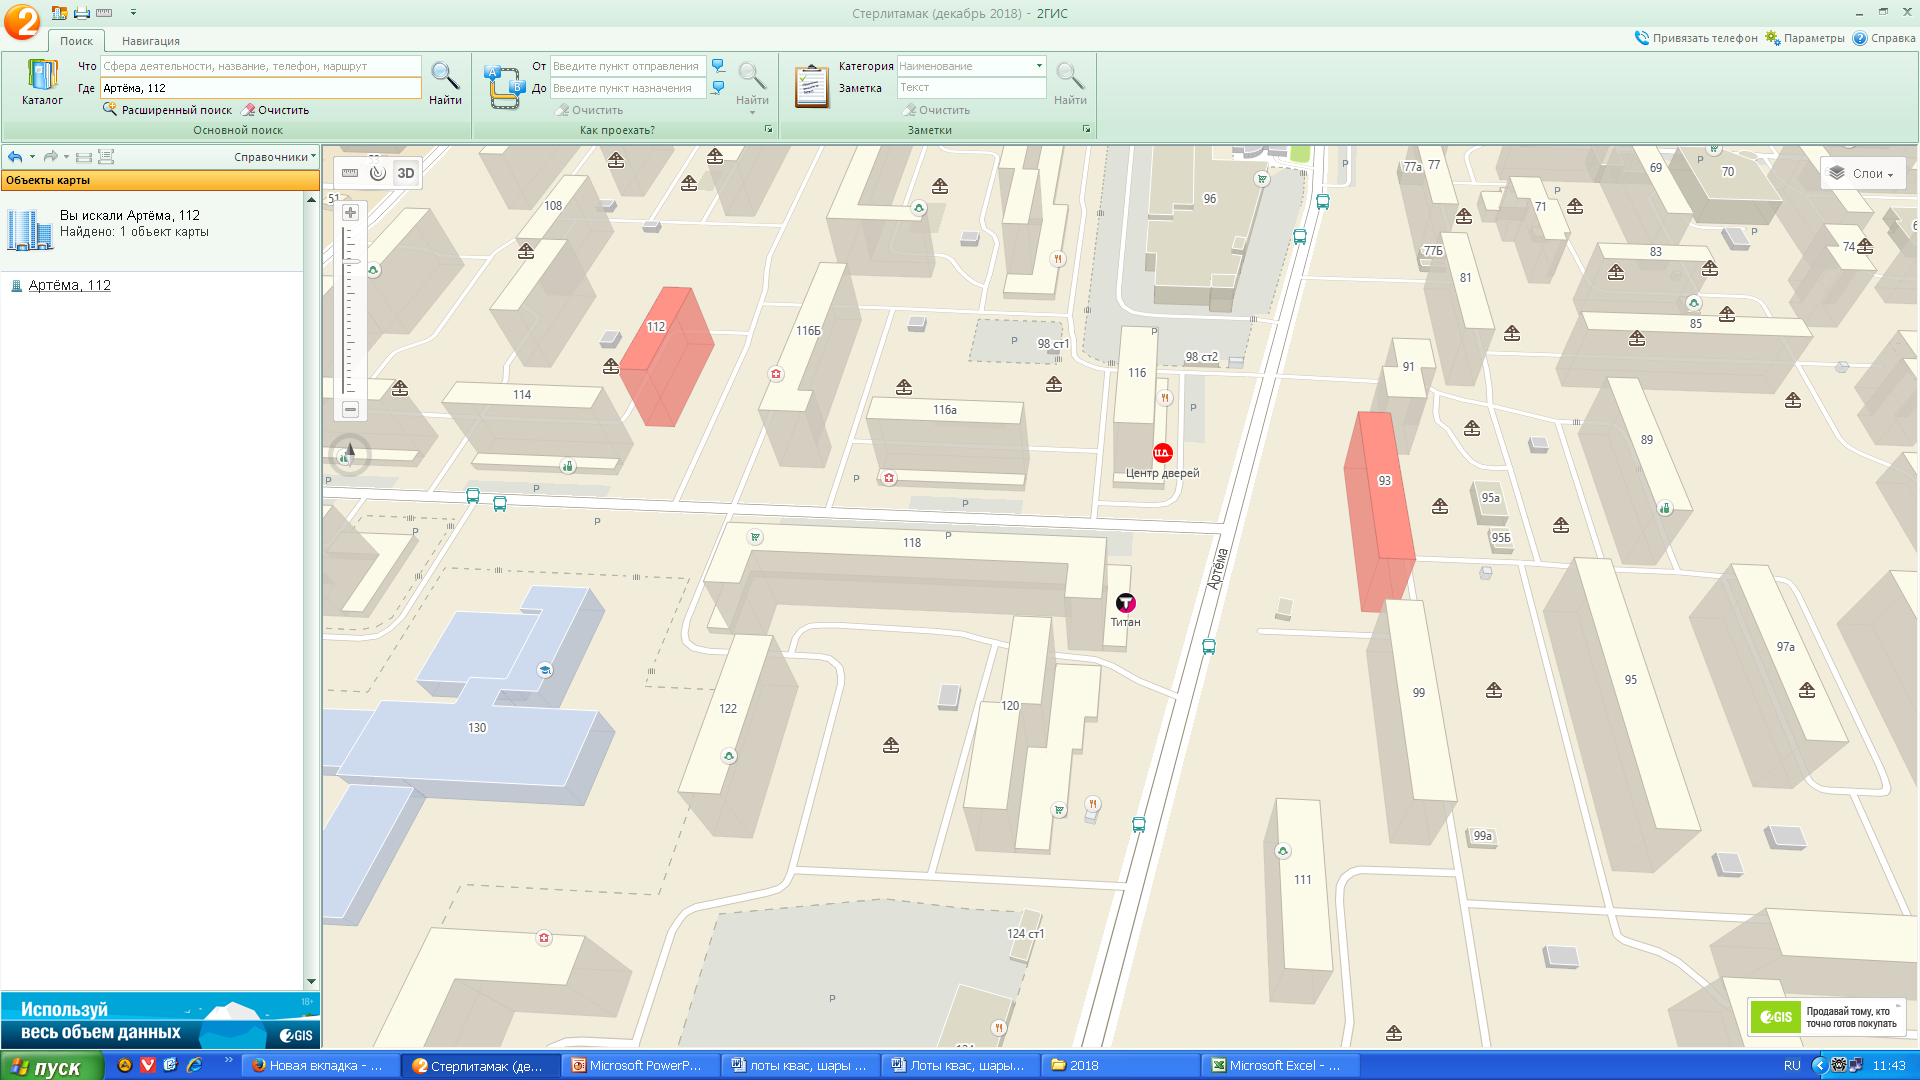 Стерлитамак (декабрь 2018) - 2ГИС
Поиск
Навигация
Привязать телефон
Параметры
Справка
Каталог
Что
Сфера деятельности, название, телефон, маршрут
Где
Артёма, 112
Расширенный поиск
Очистить
Найти
Основной поиск
От
Введите пункт отправления
До
Введите пункт назначения
Очистить
Найти
Как проехать?
Категория
Наименование
Заметка
Текст
Очистить
Найти
Заметки
Справочники
Объекты карты
Вы искали Артёма, 112
Найдено: 1 объект карты
Артёма, 112
3D
Слои
108
112
116Б
114
116а
96
98 ст1
98 ст2
116
Центр дверей
77а
77
69
70
71
77Б
81
83
74
85
91
89
93
95а
95Б
118
Артёма
Титан
130
122
120
99
95
97а
99а
111
124 ст1
P
Используй
весь объем данных
18+
2GIS
2GIS
Продавай тому, кто
точно готов покупать
пуск
Новая вкладка - ...
Стерлитамак (де...
Microsoft PowerP...
лоты квас, шары ...
Лоты квас, шары...
2018
Microsoft Excel - ...
RU
11:43